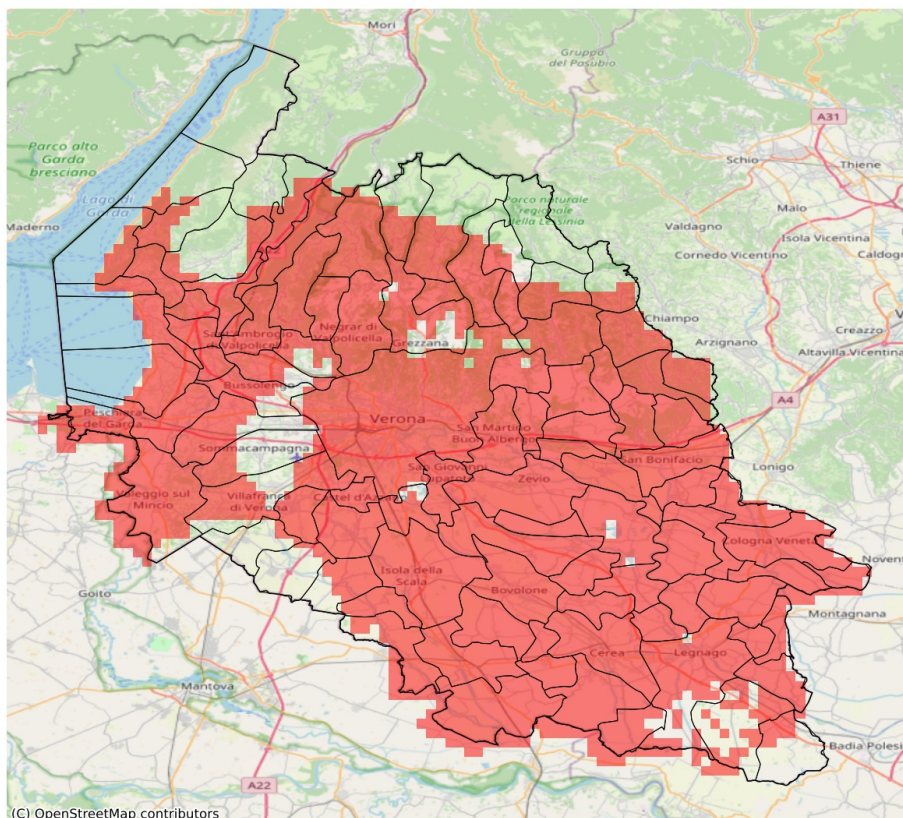 Mori
Gruppo
del Pasubio
A31
Parco alto
Garda
bresciano
Schio
Thiene
Lago di
Garda
Parco naturale
regionale
della Lessinia
Malo
Maderno
Valdagno
Isola Vicentina
Cornedo Vicentino
Caldogn
Chiampo
Sant'Ambrogio
di Valpolicella
Negrar di
Valpolicella
Grezzana
Arzignano
Creazzo
Altavilla Vicentina
Bussolengo
A4
Peschiera
del Garda
Verona
San Martino
Buon Albergo
Sommacampagna
San Bonifacio
Lonigo
San Giovanni
Lupatoto
Zevio
Valeggio sul
Mincio
Villafranca
di Verona
Castel d'Azzano
Cologna Veneta
Isola della
Scala
Bovolone
Goito
Montagnana
Cerea
Legnago
Mantova
Badia Polesi
A22
(C) OpenStreetMap contributors